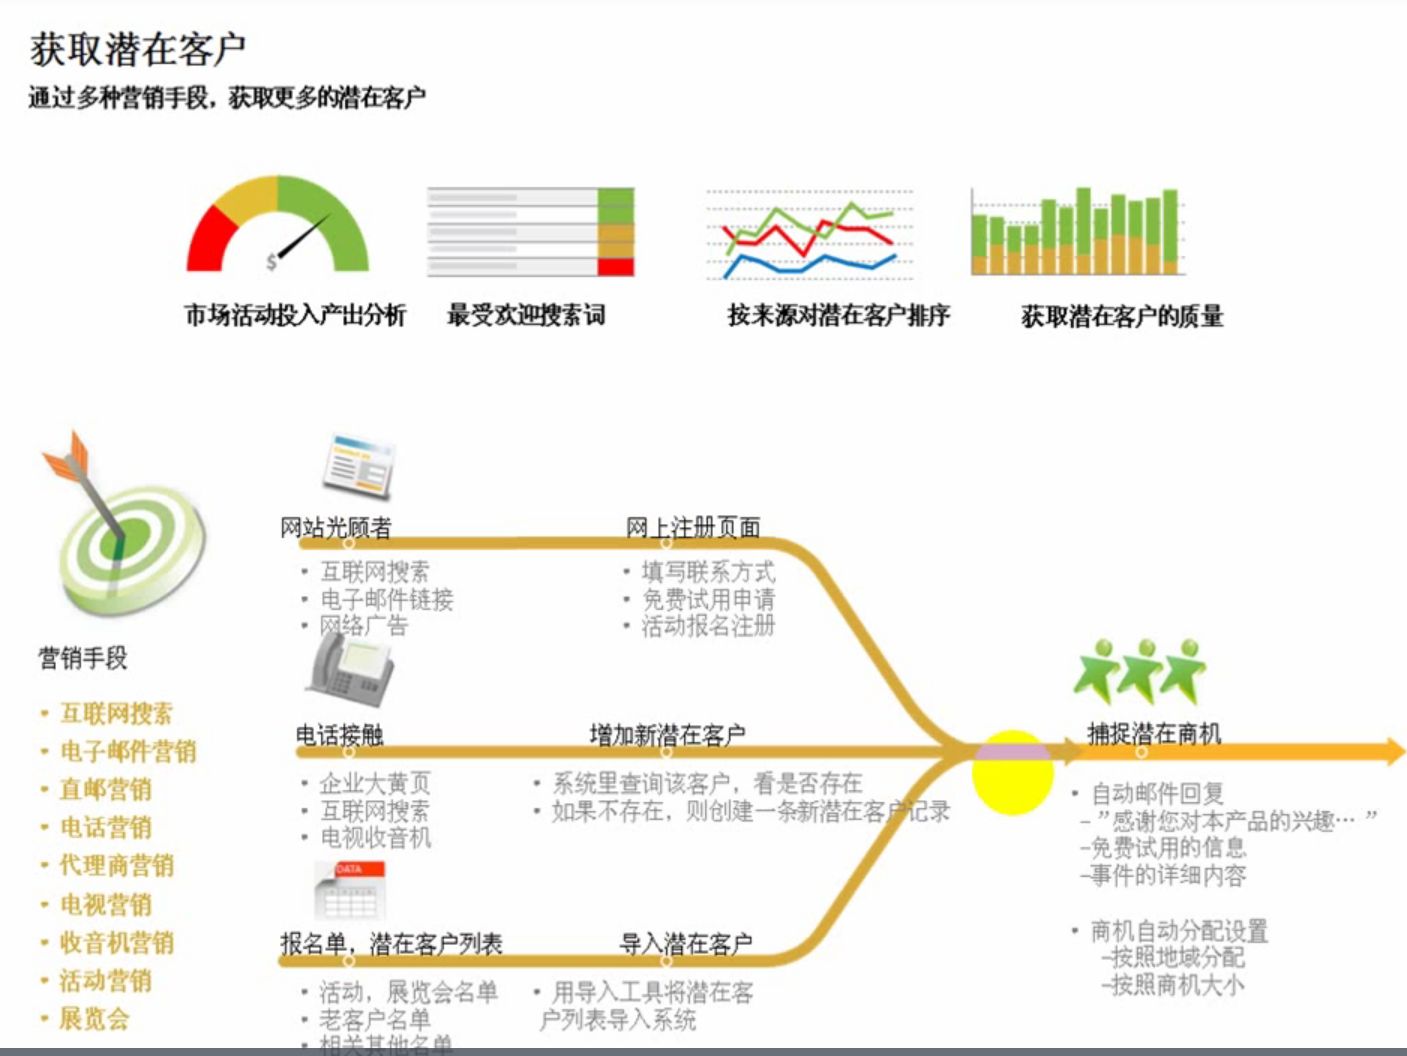 获取潜在客户
通过多种营销手段，获取更多的潜在客户
$
市场活动投入产出分析
最受欢迎搜索词
按来源对潜在客户排序
获取潜在客户的质量
营销手段
• 互联网搜索
• 电子邮件营销
• 直邮营销
• 电话营销
• 代理商营销
• 电视营销
• 收音机营销
• 活动营销
• 展览会
网站光顾者
• 互联网搜索
• 电子邮件链接
• 网络广告
网上注册页面
• 填写联系方式
• 免费试用申请
• 活动报名注册
电话接触
• 企业大黄页
• 互联网搜索
• 电视收音机
增加新潜在客户
• 系统里查询该客户，看是否存在
• 如果不存在，则创建一条新潜在客户记录
DATA
报名单，潜在客户列表
• 活动，展览会名单
• 老客户名单
• 相关其他名单
导入潜在客户
• 用导入工具将潜在客
户列表导入系统
捕捉潜在商机
• 自动邮件回复
–”感谢您对本产品的兴趣… ”
–免费试用的信息
–事件的详细内容
• 商机自动分配设置
–按照地域分配
–按照商机大小